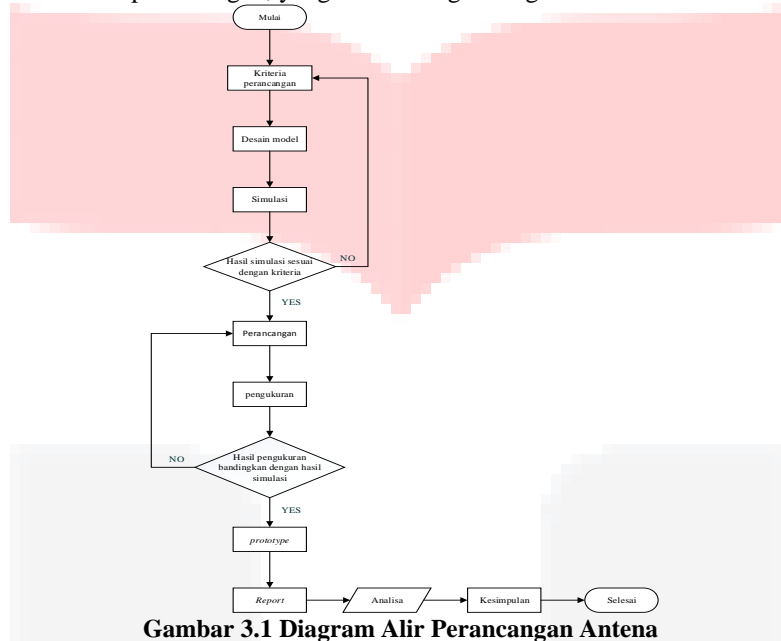 Mulai
Kriteria
perancangan
Desain model
Simulasi
Hasil simulasi sesuai
dengan kriteria
NO
YES
Perancangan
pengukuran
Hasil pengukuran
bandingkan dengan hasil
simulasi
NO
YES
prototype
Report
Analisa
Kesimpulan
Selesai
Gambar 3.1 Diagram Alir Perancangan Antena